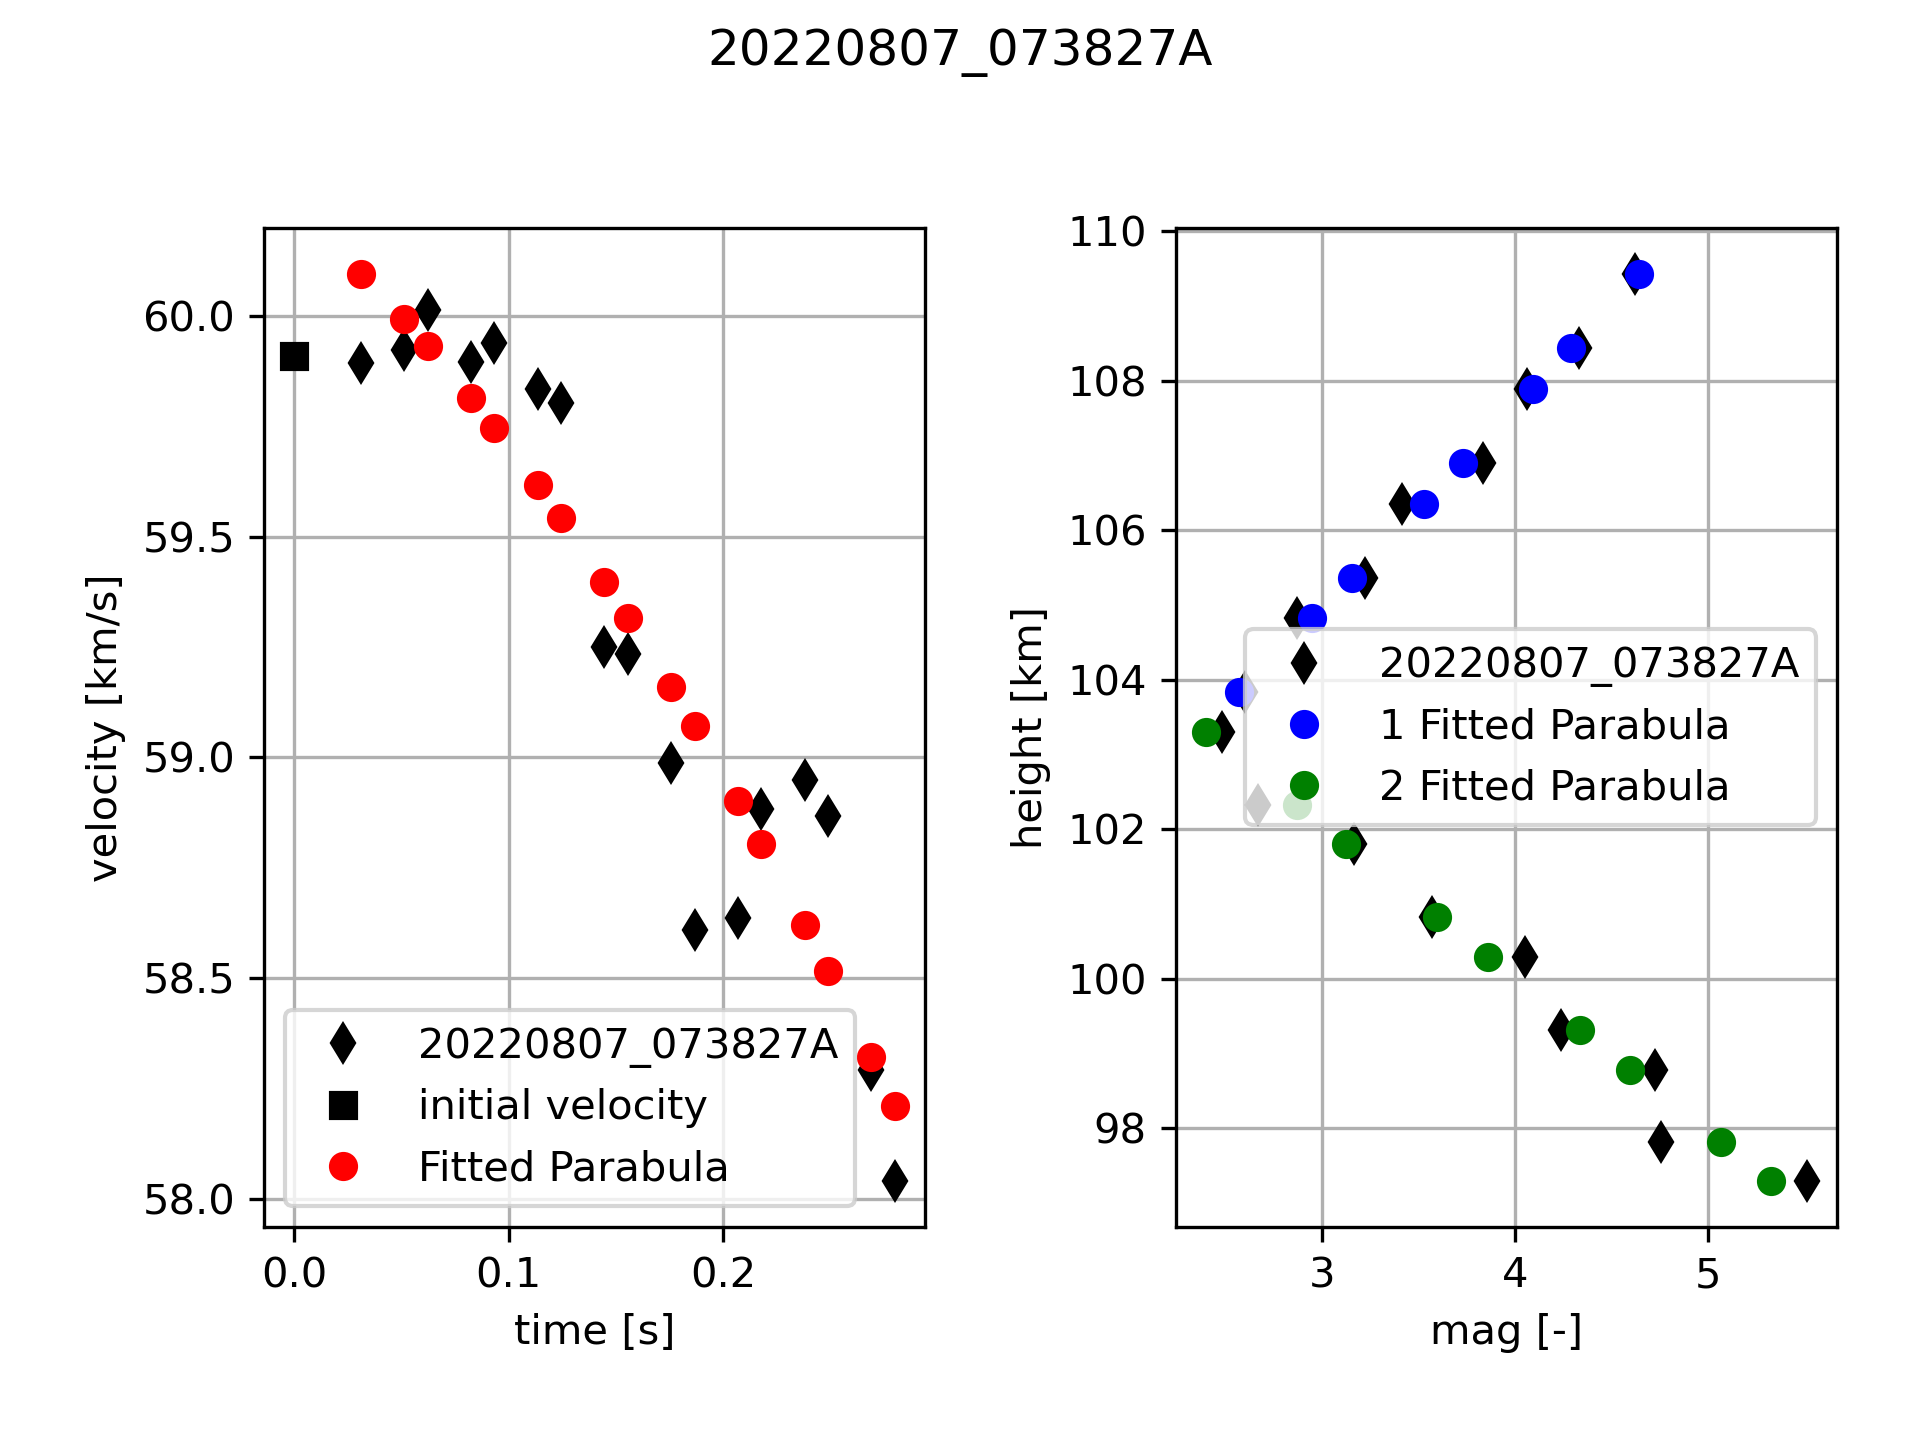 20220807_073827A
velocity [km/s]
60.0
59.5
59.0
58.5
58.0
20220807_073827A
initial velocity
Fitted Parabula
0.0 0.1 0.2
time [s]
height [km]
110
108
106
104
102
100
98
20220807_073827A
1 Fitted Parabula
2 Fitted Parabula
3 4 5
mag [-]